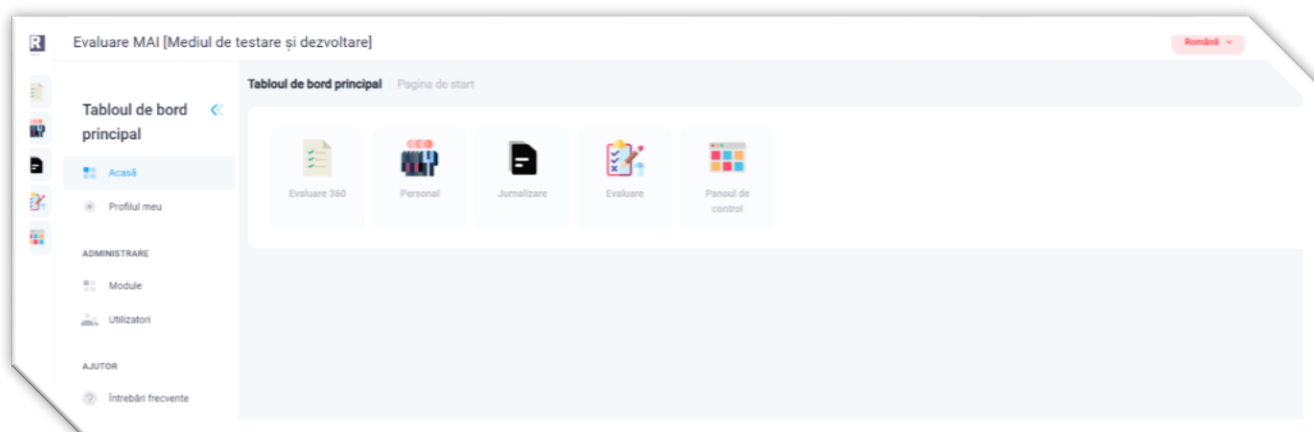 Evaluare MAI [Mediul de testare și dezvoltare]
Română
Tabloul de bord principal Pagina de start
Tabloul de bord
principal
Acasă
Profilul meu
ADMINISTRARE
Module
Utilizatori
AJUTOR
Întrebări frecvente
Evaluare 360
Personal
Jurnalizare
Evaluare
Panoul de
control